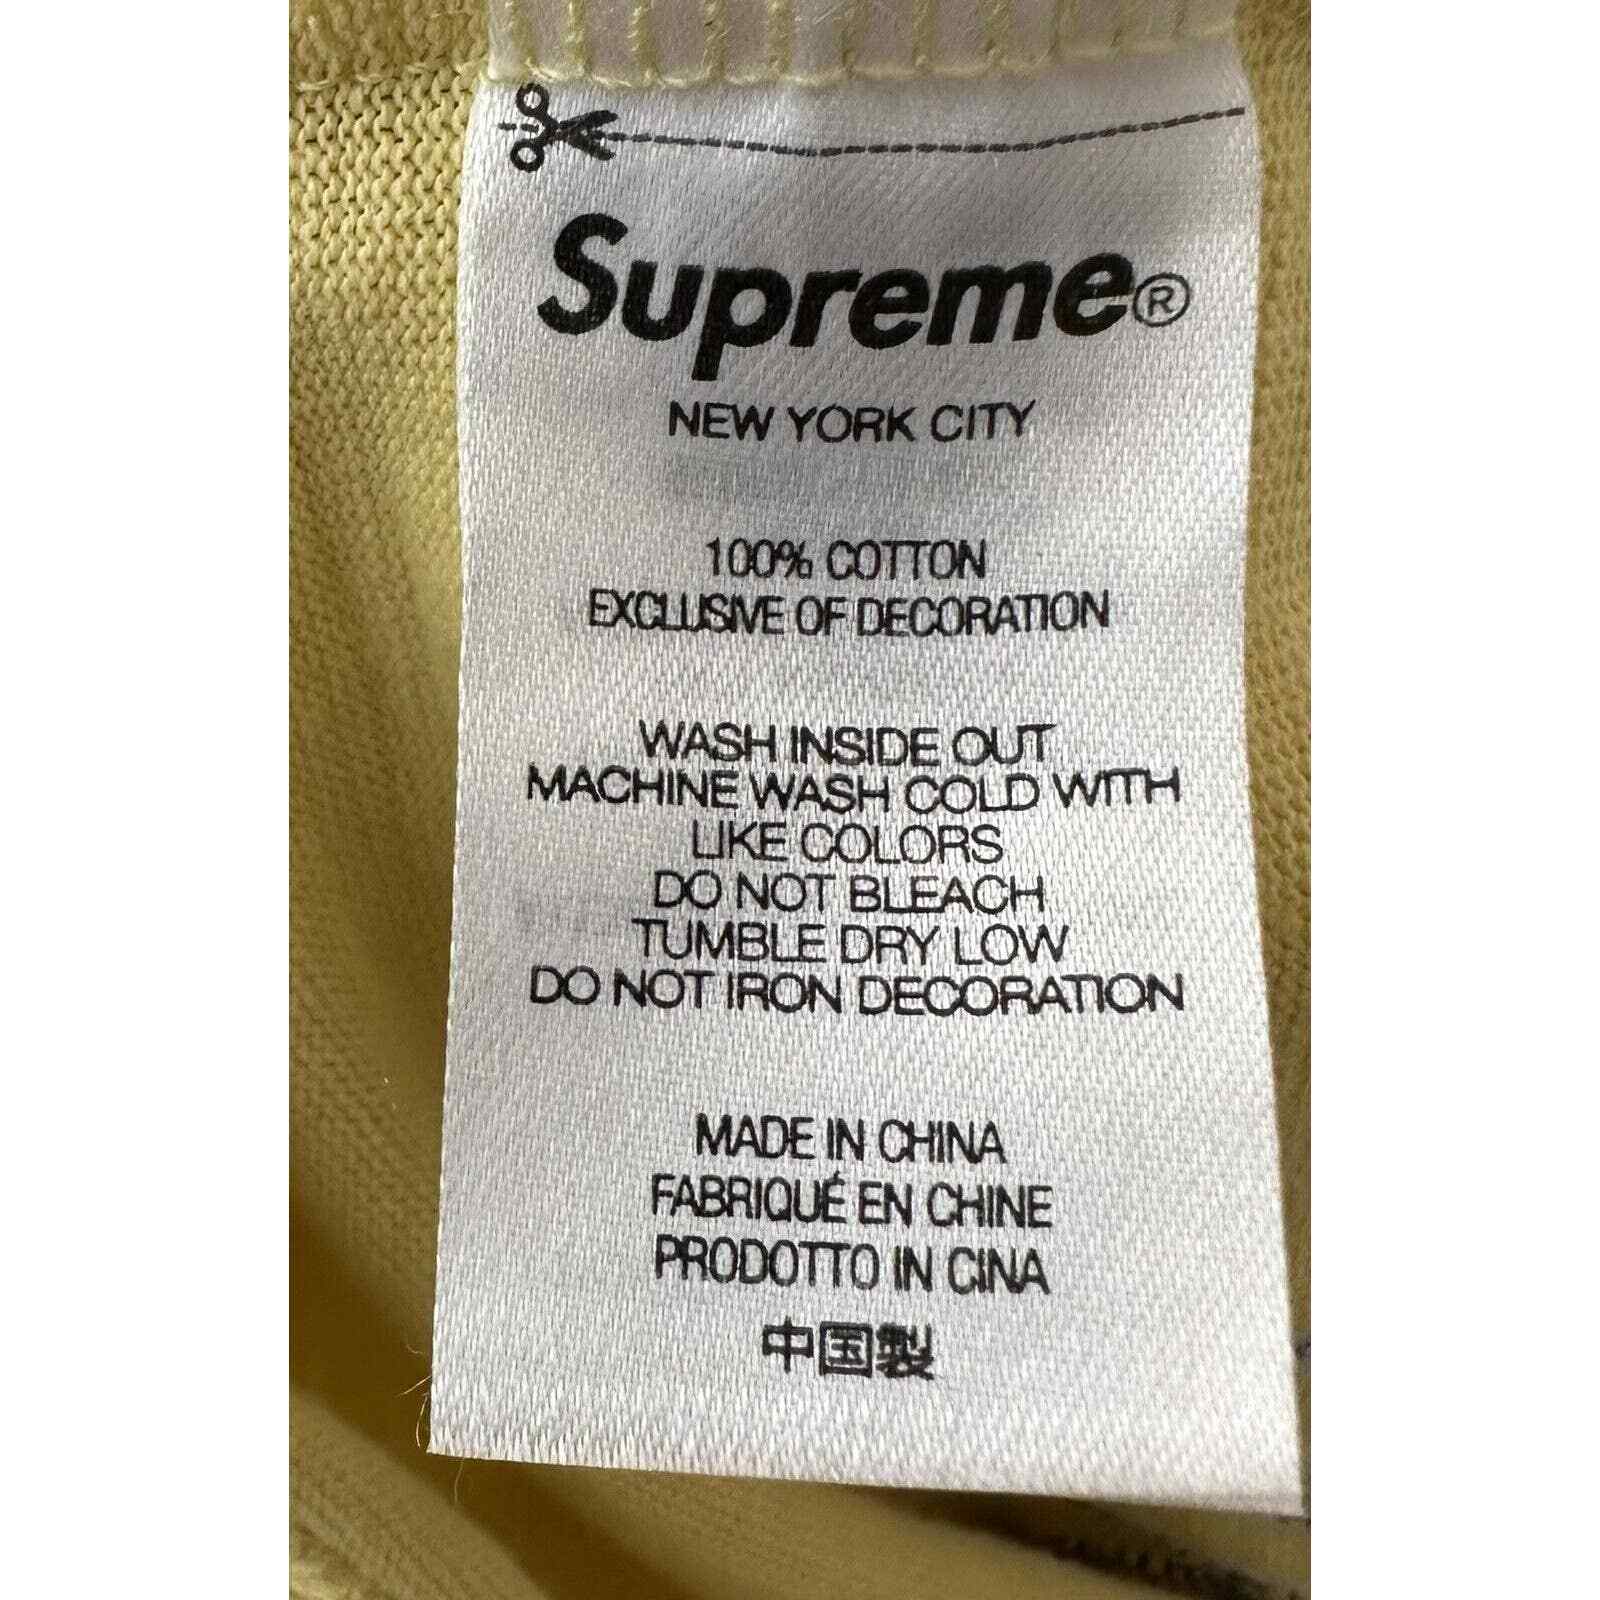 Supreme®
NEW YORK CITY
100% COTTON
EXCLUSIVE OF DECORATION
WASH INSIDE OUT
MACHINE WASH COLD WITH
LIKE COLORS
DO NOT BLEACH
TUMBLE DRY LOW
DO NOT IRON DECORATION
MADE IN CHINA
FABRIQUÉ EN CHINE
PRODOTTO IN CINA
中国製